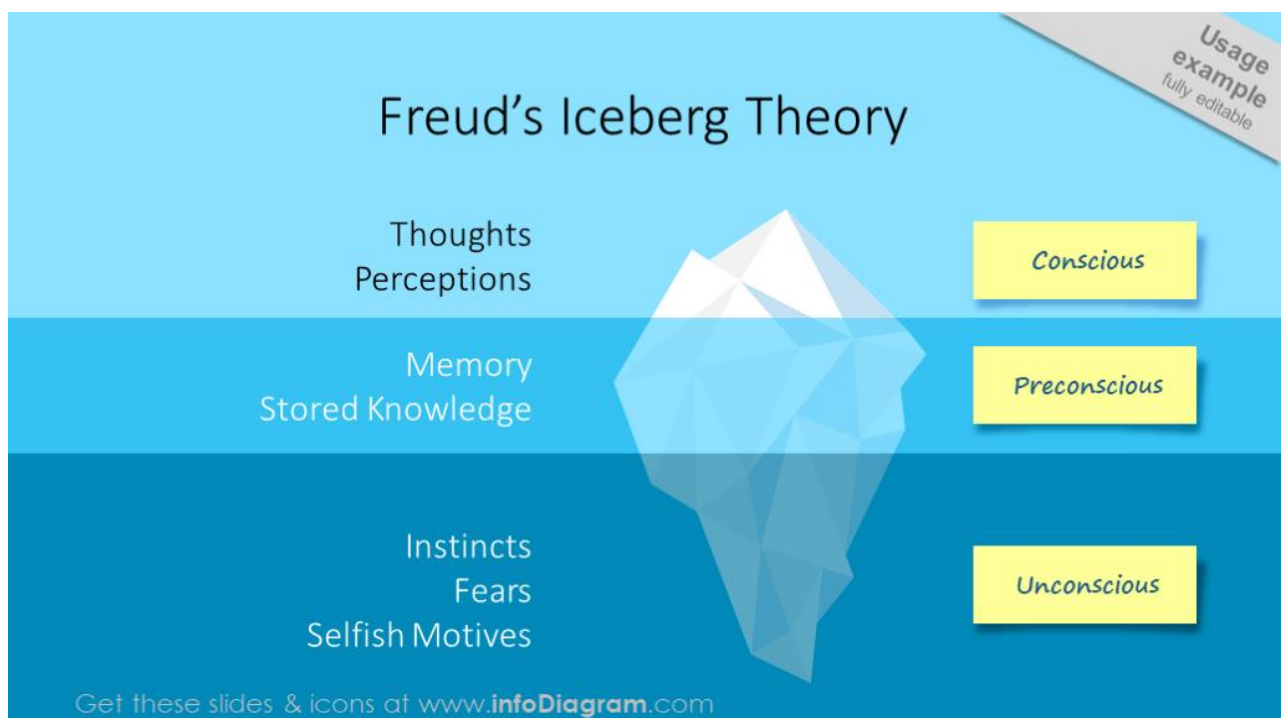 Usage
example
fully editable
Freud's Iceberg Theory
Thoughts
Perceptions
Conscious
Memory
Stored Knowledge
Preconscious
Instincts
Fears
Selfish Motives
Unconscious
Get these slides & icons at www.infoDiagram.com